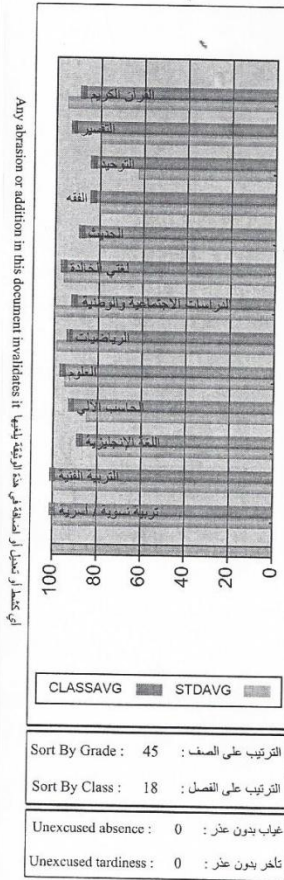 القرآن الكريم
التفسير
التوحيد
الفقه
الحديث
لغتي الخالدة
الدراسات الاجتماعية والوطنية
الرياضيات
العلوم
الحاسب الآلي
اللغة الإنجليزية
التربية الفنية
تربية نسوية / أسرية
100
80
60
40
20
0
CLASSAVG STDAVG
Sort By Grade : 45 الترتيب على الصف :
Sort By Class : 18 الترتيب على الفصل :
Unexcused absence : 0 غياب بدون عذر :
Unexcused tardiness : 0 تأخر بدون عذر :
Any abrasion or addition in this document invalidates it أي كشط أو تعديل أو إضافة في هذة الوثيقة يلغيها